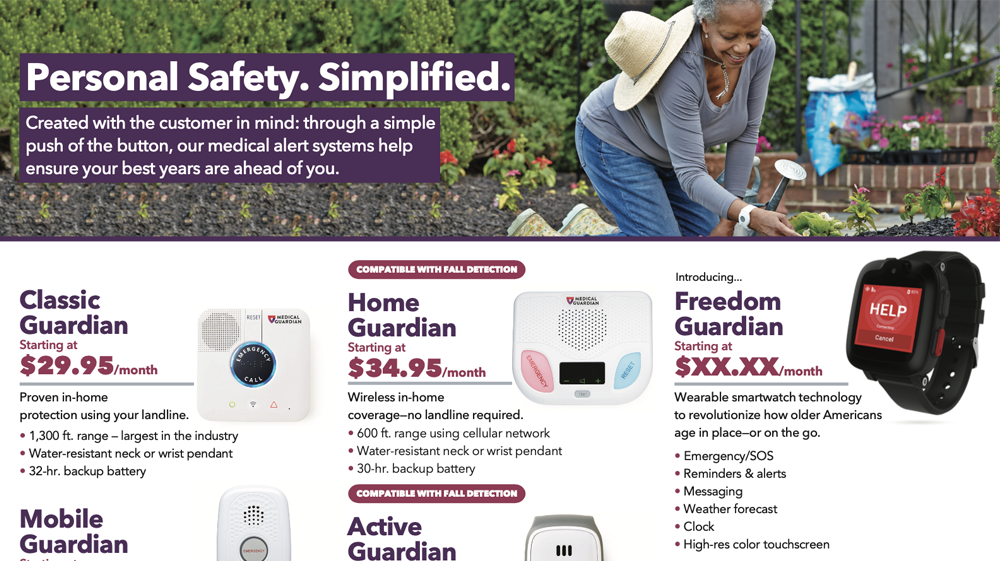 Personal Safety. Simplified.
Created with the customer in mind: through a simple
push of the button, our medical alert systems help
ensure your best years are ahead of you.
Classic
Guardian
Starting at
$29.95/month
RESET
MEDICAL
GUARDIAN
EMERGENCY
CALL
Proven in-home
protection using your landline.
• 1,300 ft. range – largest in the industry
• Water-resistant neck or wrist pendant
• 32-hr. backup battery
COMPATIBLE WITH FALL DETECTION
Home
Guardian
Starting at
$34.95/month
MEDICAL
GUARDIAN
EMERGENCY
RESET
Wireless in-home
coverage—no landline required.
• 600 ft. range using cellular network
• Water-resistant neck or wrist pendant
• 30-hr. backup battery
Introducing...
Freedom
Guardian
Starting at
$XX.XX/month
HELP
Connecting
Cancel
Wearable smartwatch technology
to revolutionize how older Americans
age in place—or on the go.
• Emergency/SOS
• Reminders & alerts
• Messaging
• Weather forecast
• Clock
• High-res color touchscreen
Mobile
Guardian
EMERGENCY
COMPATIBLE WITH FALL DETECTION
Active
Guardian